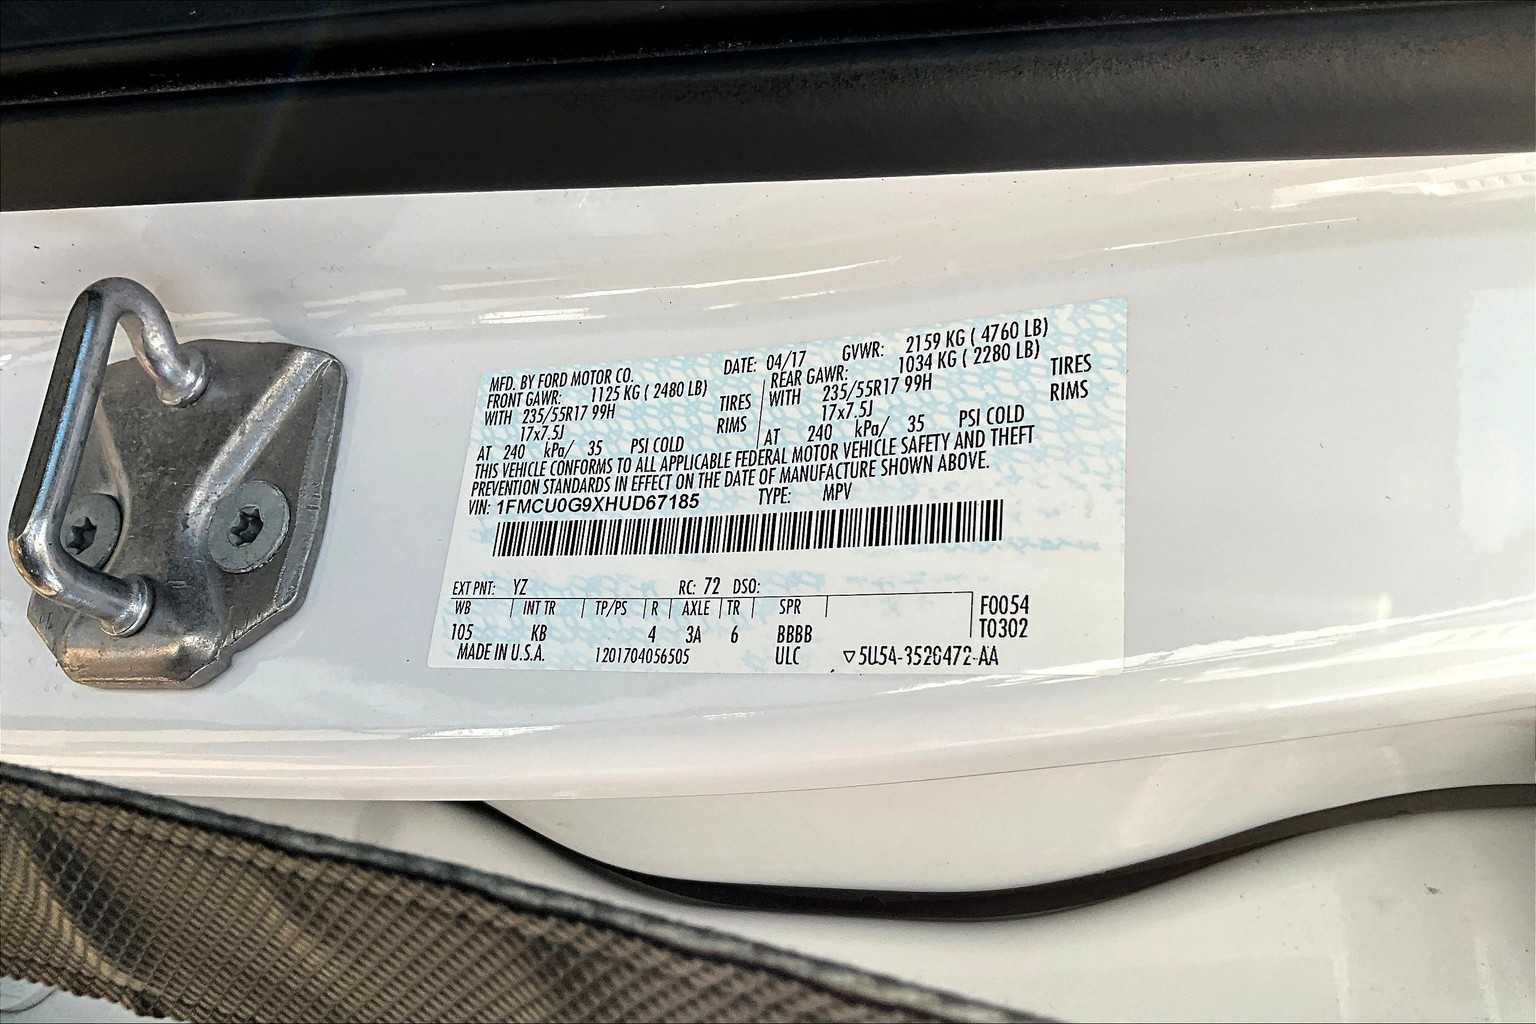 MFD. BY FORD MOTOR CO. DATE: 04/17 GVWR: 2159 KG ( 4760 LB)
FRONT GAWR: 1125 KG ( 2480 LB) REAR GAWR: 1034 KG ( 2280 LB)
WITH 235/55R17 99H TIRES WITH 235/55R17 99H TIRES
17x7.5J RIMS 17x7.5J RIMS
AT 240 kPa/ 35 PSI COLD AT 240 kPa/ 35 PSI COLD
THIS VEHICLE CONFORMS TO ALL APPLICABLE FEDERAL MOTOR VEHICLE SAFETY AND THEFT
PREVENTION STANDARDS IN EFFECT ON THE DATE OF MANUFACTURE SHOWN ABOVE.
VIN: 1FMCU0G9XHUD67185 TYPE: MPV
EXT PNT: YZ RC: 72 DSO:
WB INT TR TP/PS R AXLE TR SPR F0054
105 KB 4 3A 6 BBBB T0302
MADE IN U.S.A. 1201704056505 ULC ▽5U5A-3520472-AA